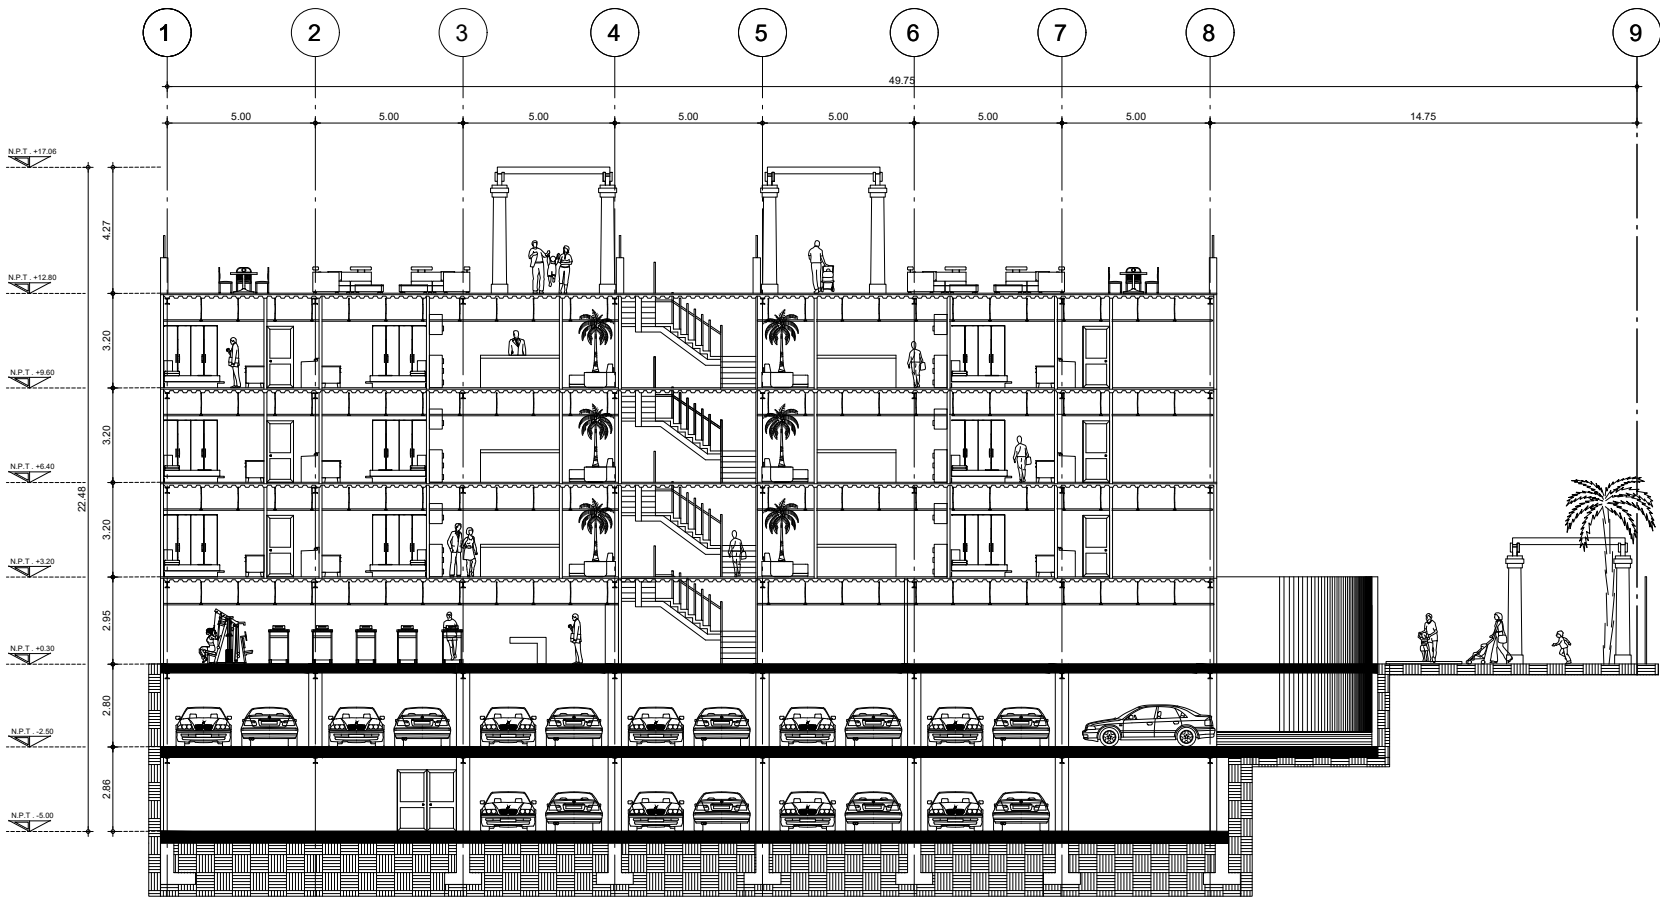 1 2 3 4 5 6 7 8 9
49.75
5.00 5.00 5.00 5.00 5.00 5.00 5.00 14.75
N.P.T . +17.06
4.27
N.P.T . +12.80
3.20
N.P.T . +9.60
3.20
N.P.T . +6.40
22.48
3.20
N.P.T . +3.20
2.95
N.P.T . +0.30
2.80
N.P.T . -2.50
2.86
N.P.T . -5.00